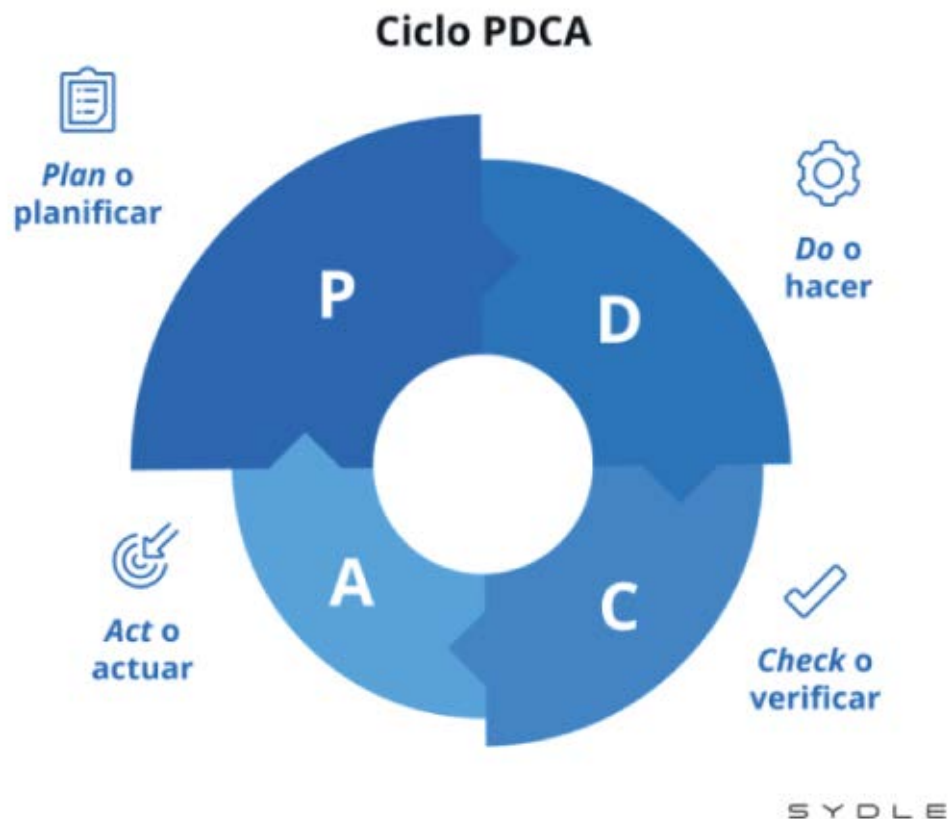 Ciclo PDCA
Plan o
planificar
P
Do o
hacer
D
Act o
actuar
A
C
Check o
verificar
SYDLE